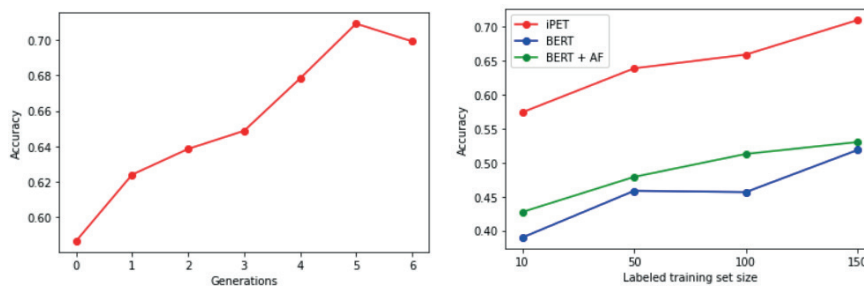 0.70
0.68
0.66
0.64
0.62
0.60
Accuracy
0 1 2 3 4 5 6
Generations
iPET
BERT
BERT + AF
0.70
0.65
0.60
0.55
0.50
0.45
0.40
Accuracy
10 50 100 150
Labeled training set size